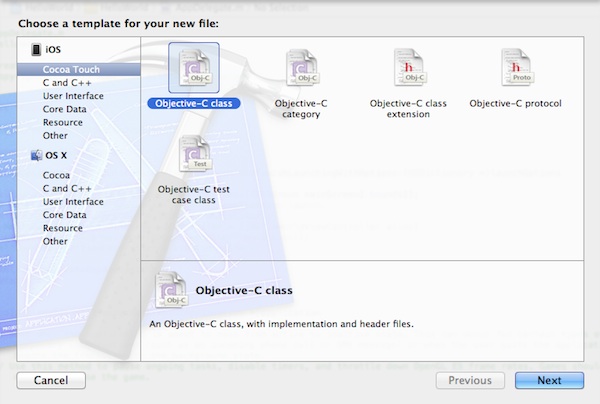 Choose a template for your new file:
iOS
Cocoa Touch
C and C++
User Interface
Core Data
Resource
Other
OS X
Cocoa
C and C++
User Interface
Core Data
Resource
Other
Obj-C
Objective-C class
Obj-C
Objective-C
category
h
Obj-C
Objective-C class
extension
h
Proto
Objective-C protocol
Test
Objective-C test
case class
Obj-C
Objective-C class
An Objective-C class, with implementation and header files.
Cancel
Previous
Next